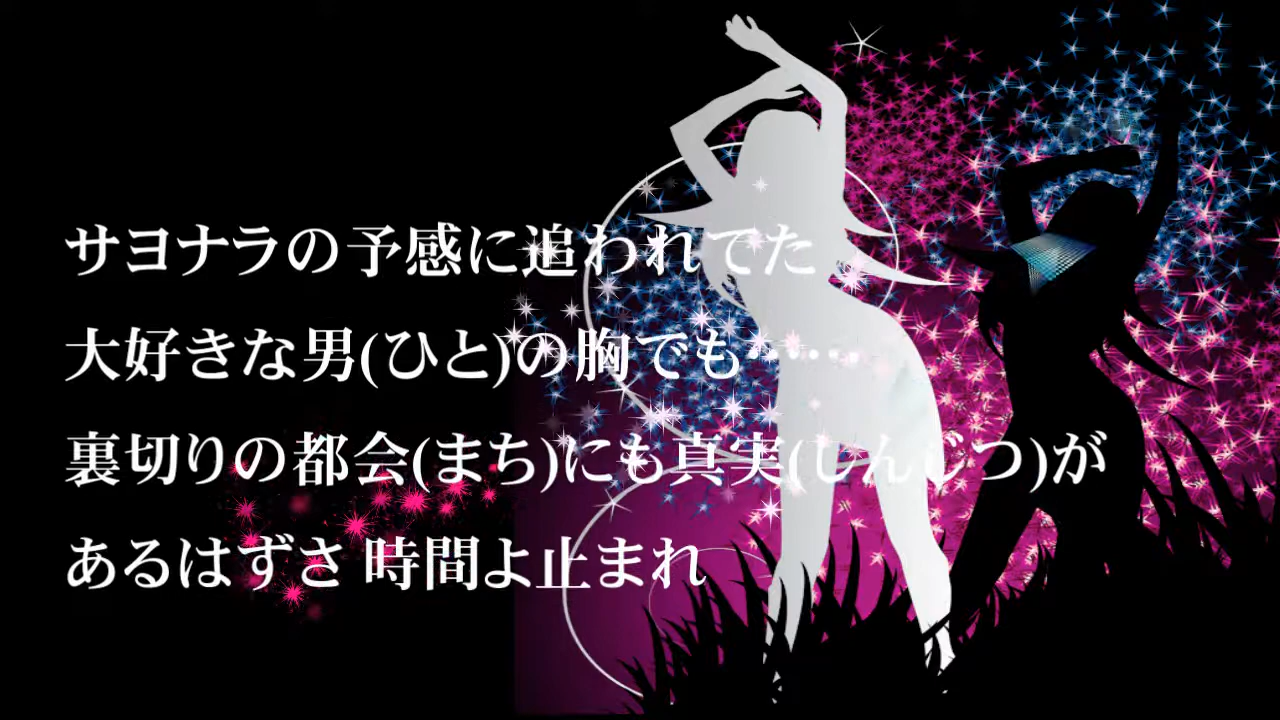 サヨナラの予感に追われてた
大好きな男(ひと)の胸でも……
裏切りの都会(まち)にも真実(しんじつ)が
あるはずさ 時間よ止まれ